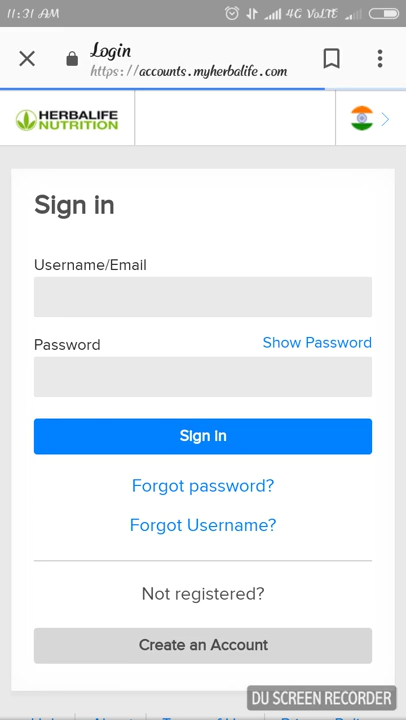 11:31 AM
4G VoLTE
Login
https://accounts.myherbalife.com
HERBALIFE
NUTRITION
Sign in
Username/Email
Password
Show Password
Sign In
Forgot password?
Forgot Username?
Not registered?
Create an Account
DU SCREEN RECORDER